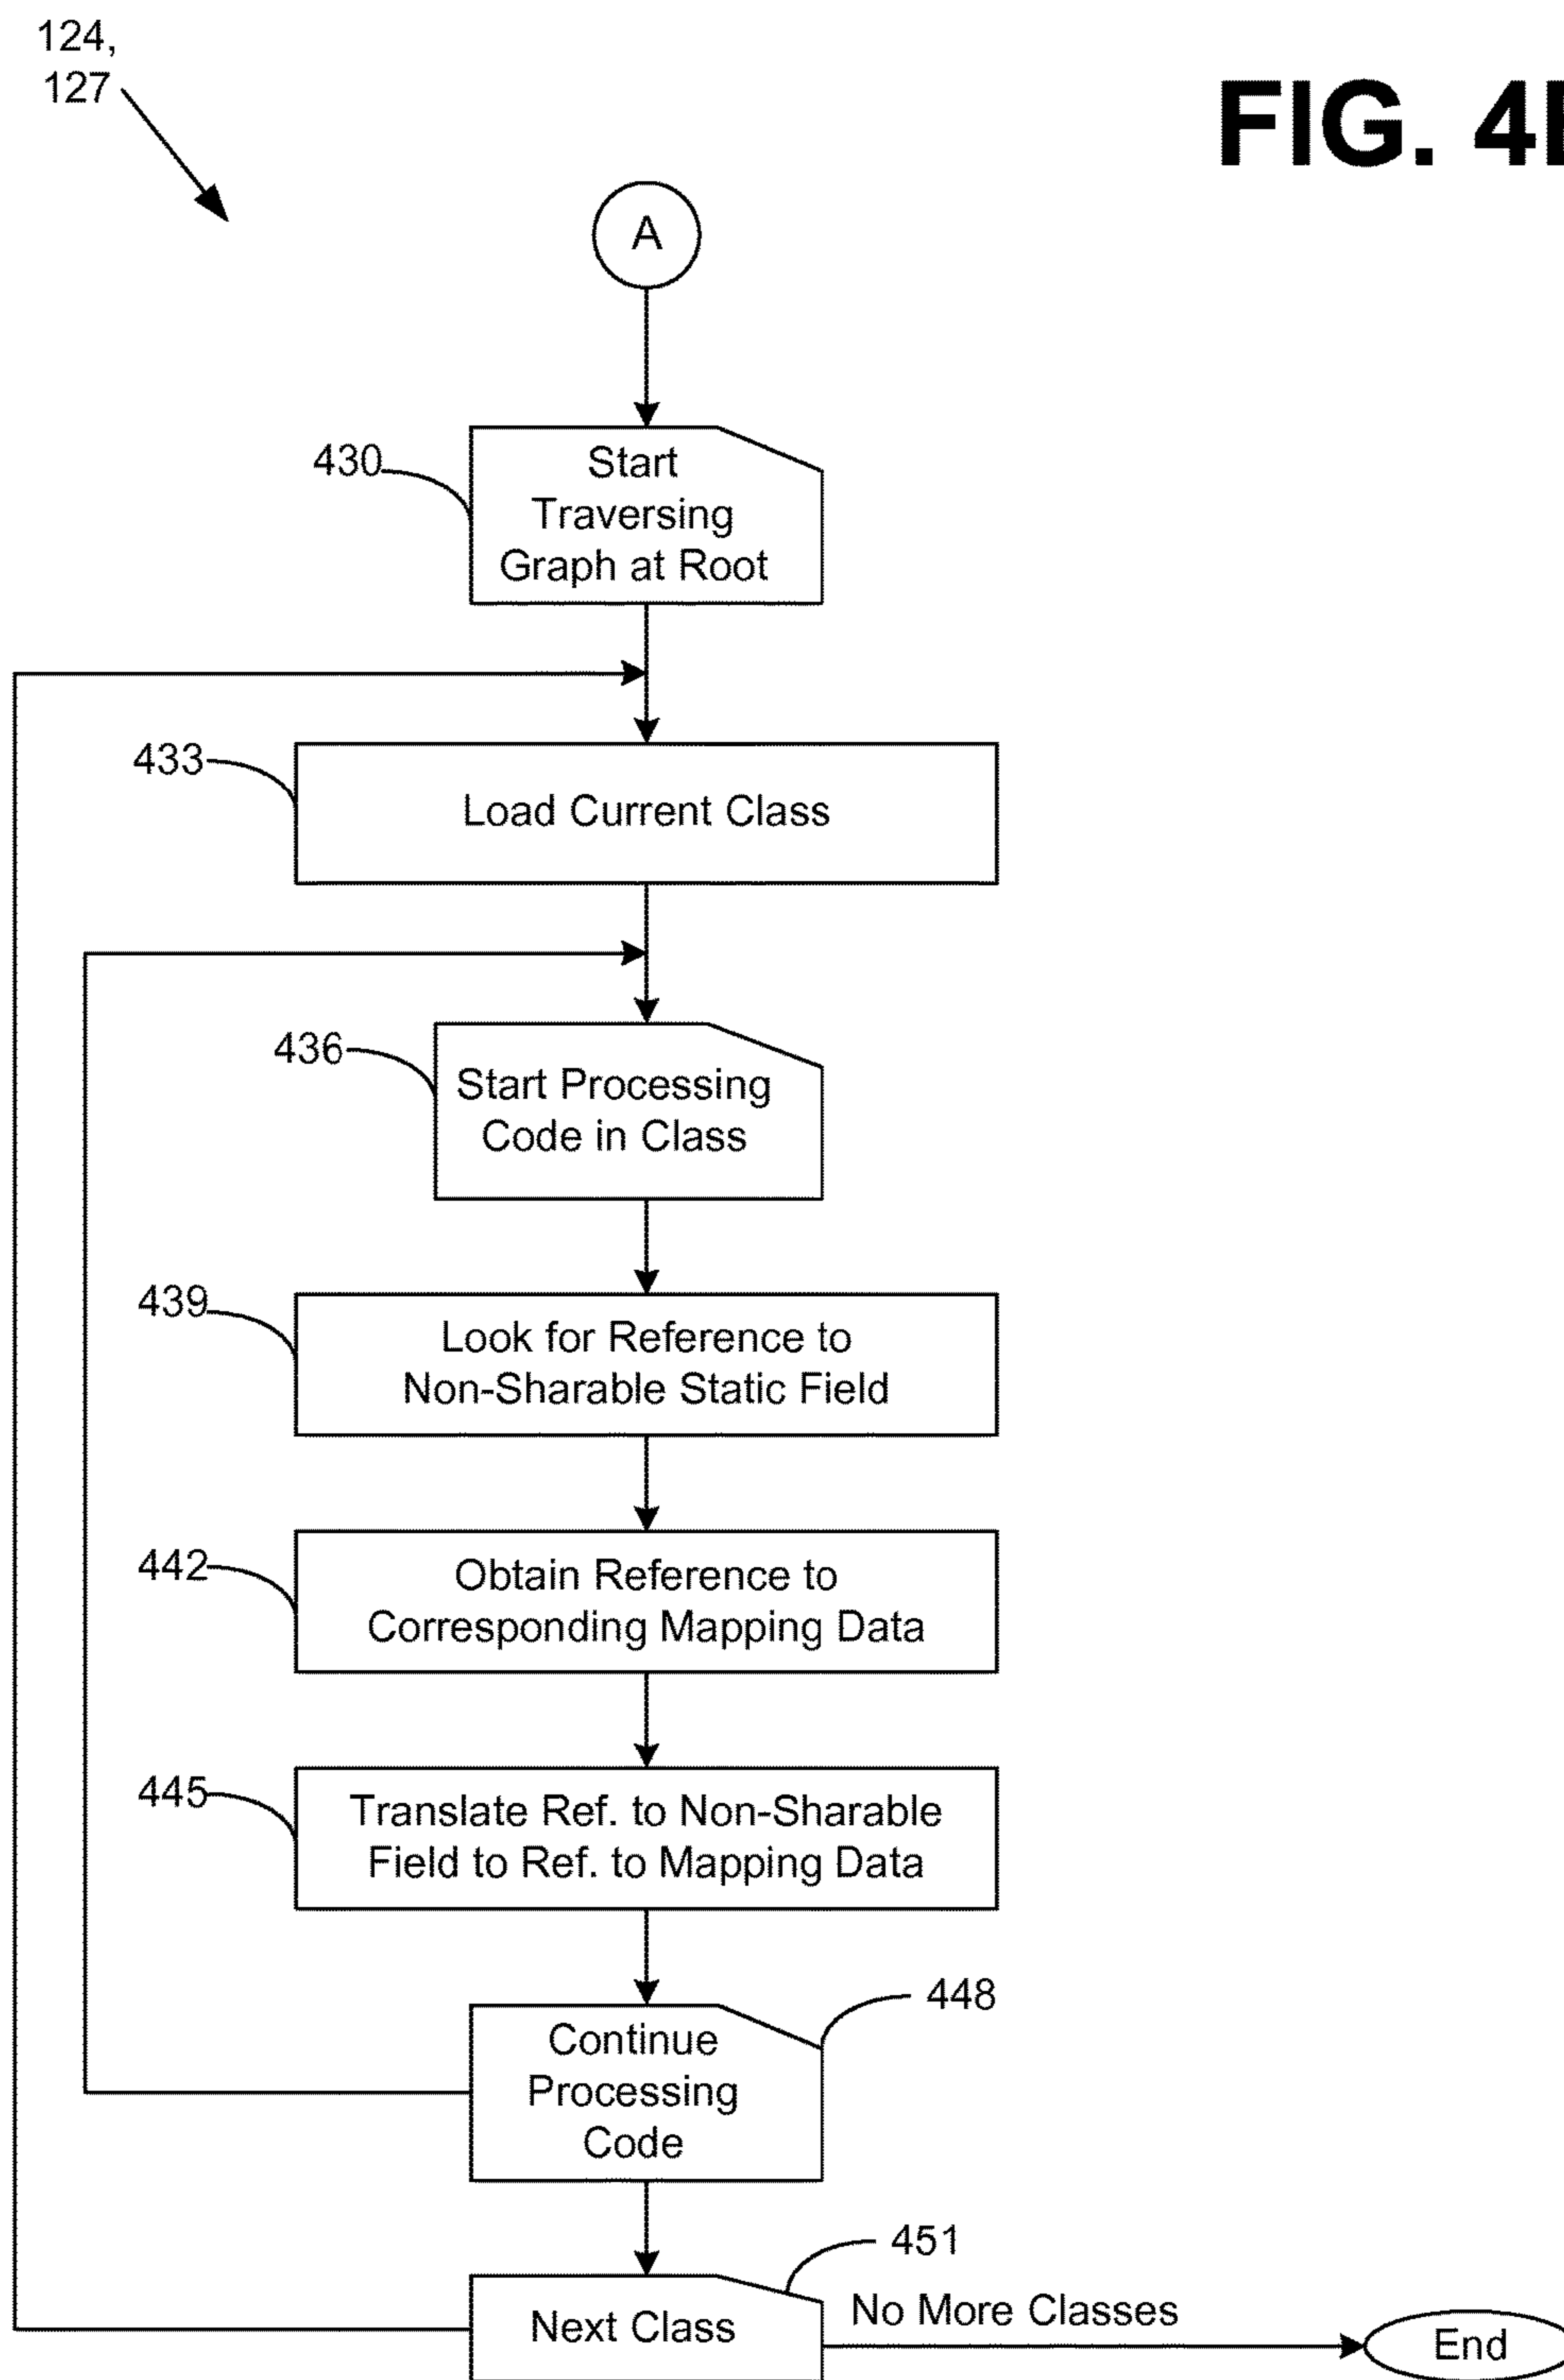 124,
127
FIG. 4
A
430
Start
Traversing
Graph at Root
433
Load Current Class
436
Start Processing
Code in Class
439
Look for Reference to
Non-Sharable Static Field
442
Obtain Reference to
Corresponding Mapping Data
445
Translate Ref. to Non-Sharable
Field to Ref. to Mapping Data
448
Continue
Processing
Code
451
Next Class
No More Classes
End